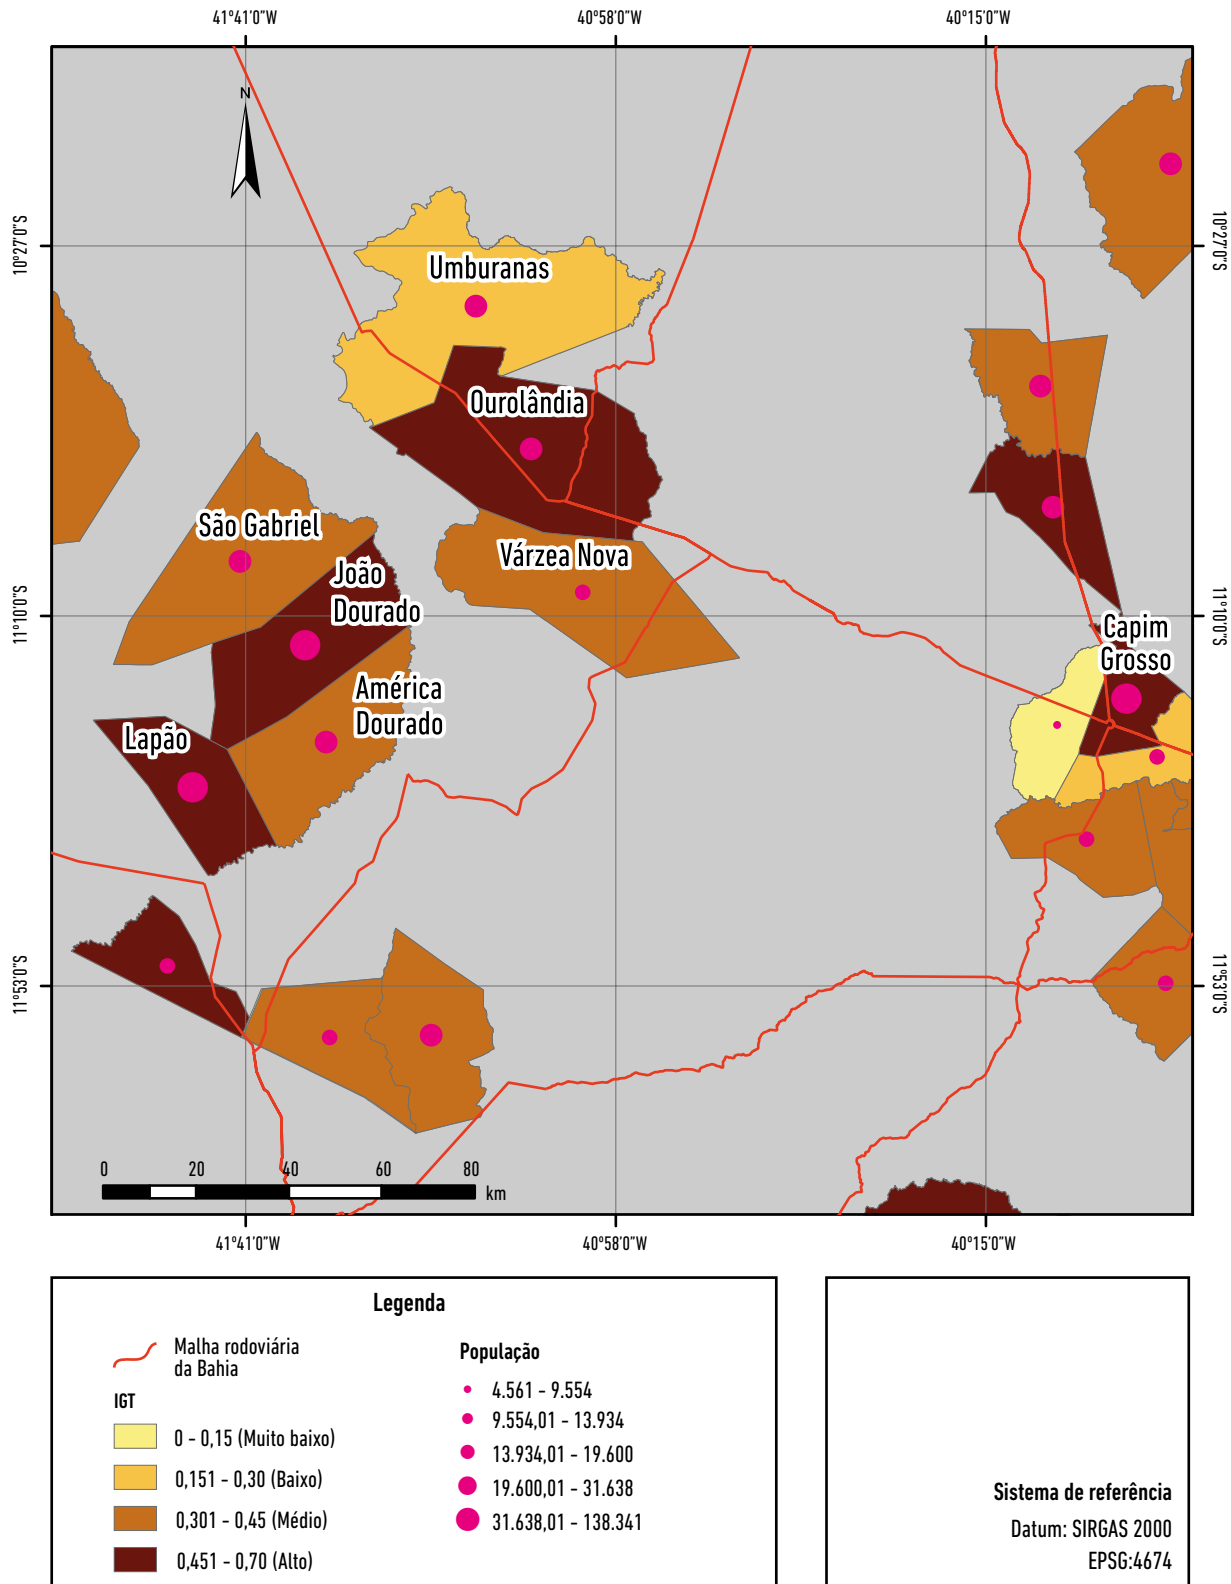 41°41'0"W
40°58'0"W
40°15'0"W
N
10°27'0"S
10°27'0"S
Umburanas
Ourolândia
São Gabriel
Várzea Nova
João
Dourado
11°10'0"S
11°10'0"S
Capim
Grosso
América
Dourado
Lapão
11°53'0"S
11°53'0"S
0 20 40 60 80
km
41°41'0"W
40°58'0"W
40°15'0"W
Legenda
Malha rodoviária
da Bahia
IGT
0 - 0,15 (Muito baixo)
0,151 - 0,30 (Baixo)
0,301 - 0,45 (Médio)
0,451 - 0,70 (Alto)
População
4.561 - 9.554
9.554,01 - 13.934
13.934,01 - 19.600
19.600,01 - 31.638
31.638,01 - 138.341
Sistema de referência
Datum: SIRGAS 2000
EPSG:4674